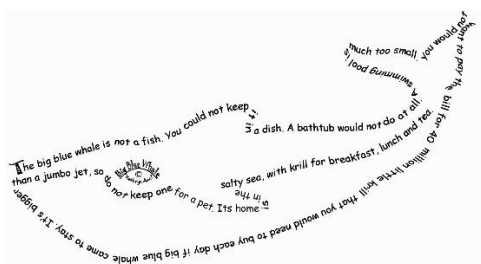 The big blue whale is not a fish. you could not keep
it in a dish. A bathtub would not do at all.
A swimming pool is
much too small. you would not
want to pay the bill for 40 million little krill that you would need to buy each day if big blue whale came to stay. It's bigger
than a jumbo jet, so
do not keep one for a pet. Its home
is in the
salty sea, with krill for breakfast, lunch and tea.
Big Blue Whale
©